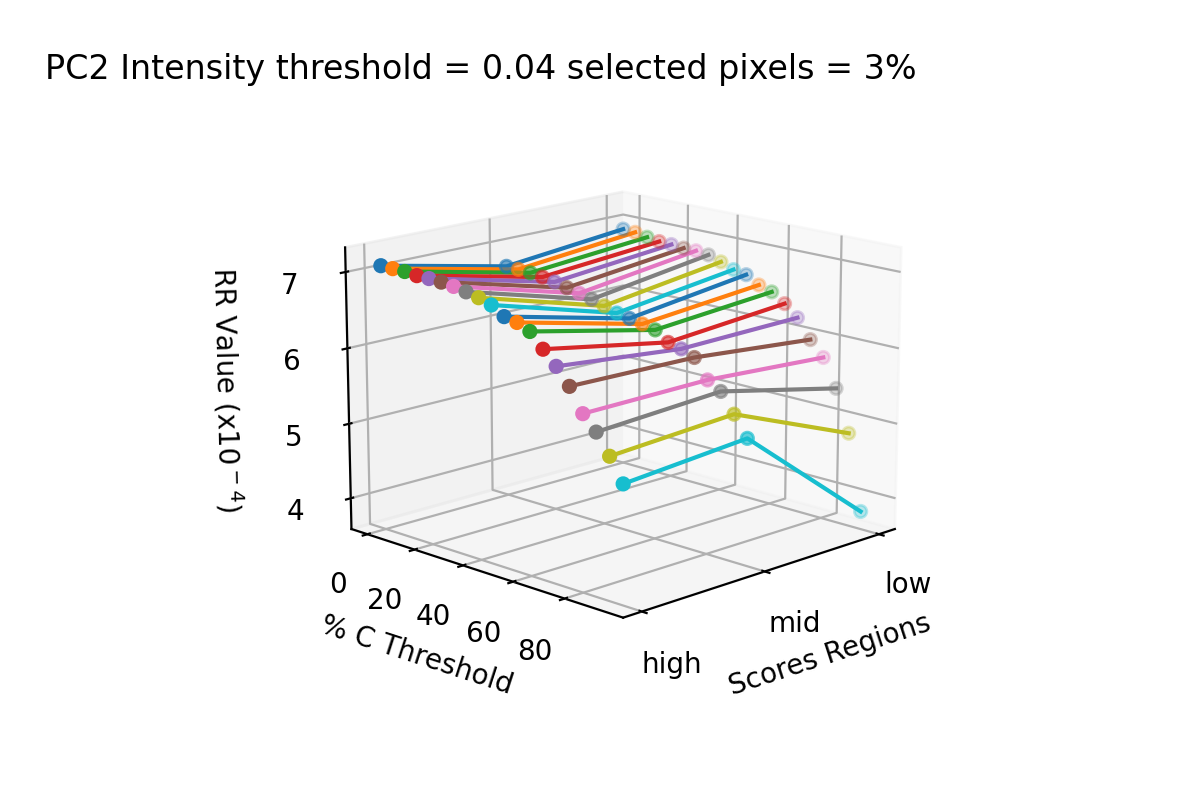 PC2 Intensity threshold = 0.04 selected pixels = 3%
RR Value (x10⁻⁴)
7
6
5
4
0
20
40
60
80
% C Threshold
high
mid
low
Scores Regions